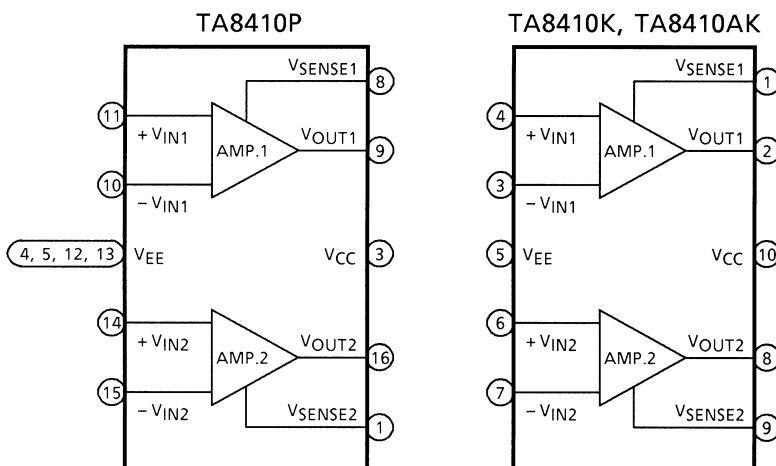 TA8410P
VSENSE1
8
11
+ VIN1
AMP.1
VOUT1
9
10
− VIN1
4, 5, 12, 13
VEE
VCC
3
14
+ VIN2
AMP.2
VOUT2
16
15
− VIN2
VSENSE2
1
TA8410K, TA8410AK
VSENSE1
1
4
+ VIN1
AMP.1
VOUT1
2
3
− VIN1
5
VEE
VCC
10
6
+ VIN2
AMP.2
VOUT2
8
7
− VIN2
VSENSE2
9